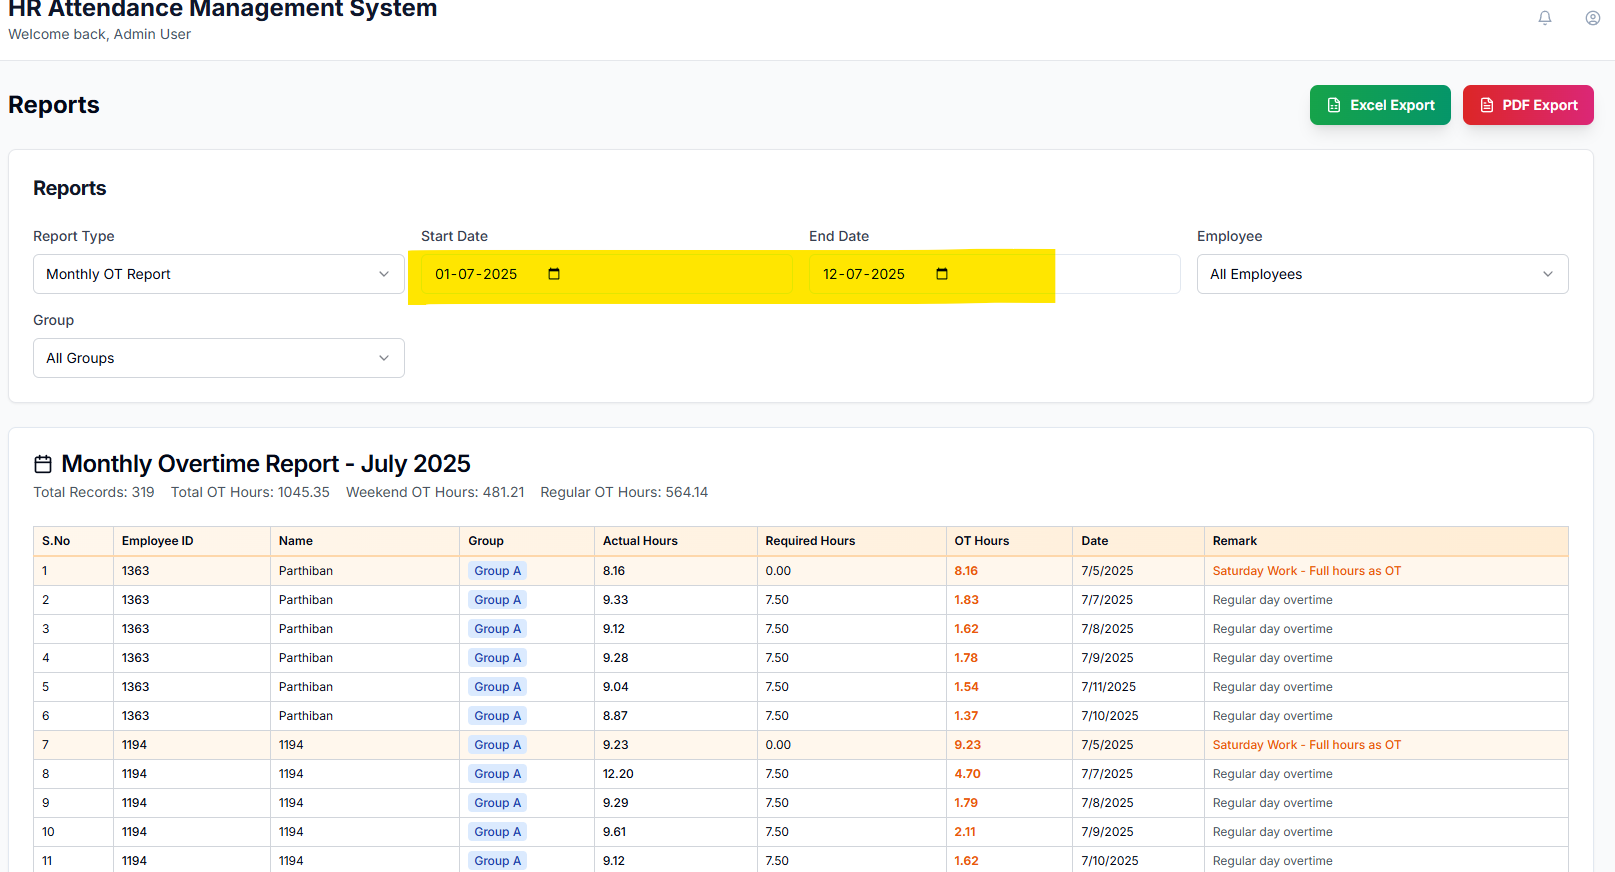 HR Attendance Management System
Welcome back, Admin User
Reports
Excel Export
PDF Export
Reports
Report Type
Start Date
End Date
Employee
Monthly OT Report
01-07-2025
12-07-2025
All Employees
Group
All Groups
Monthly Overtime Report - July 2025
Total Records: 319 Total OT Hours: 1045.35 Weekend OT Hours: 481.21 Regular OT Hours: 564.14
S.No Employee ID Name Group Actual Hours Required Hours OT Hours Date Remark
1 1363 Parthiban Group A 8.16 0.00 8.16 7/5/2025 Saturday Work - Full hours as OT
2 1363 Parthiban Group A 9.33 7.50 1.83 7/7/2025 Regular day overtime
3 1363 Parthiban Group A 9.12 7.50 1.62 7/8/2025 Regular day overtime
4 1363 Parthiban Group A 9.28 7.50 1.78 7/9/2025 Regular day overtime
5 1363 Parthiban Group A 9.04 7.50 1.54 7/11/2025 Regular day overtime
6 1363 Parthiban Group A 8.87 7.50 1.37 7/10/2025 Regular day overtime
7 1194 1194 Group A 9.23 0.00 9.23 7/5/2025 Saturday Work - Full hours as OT
8 1194 1194 Group A 12.20 7.50 4.70 7/7/2025 Regular day overtime
9 1194 1194 Group A 9.29 7.50 1.79 7/8/2025 Regular day overtime
10 1194 1194 Group A 9.61 7.50 2.11 7/9/2025 Regular day overtime
11 1194 1194 Group A 9.12 7.50 1.62 7/10/2025 Regular day overtime